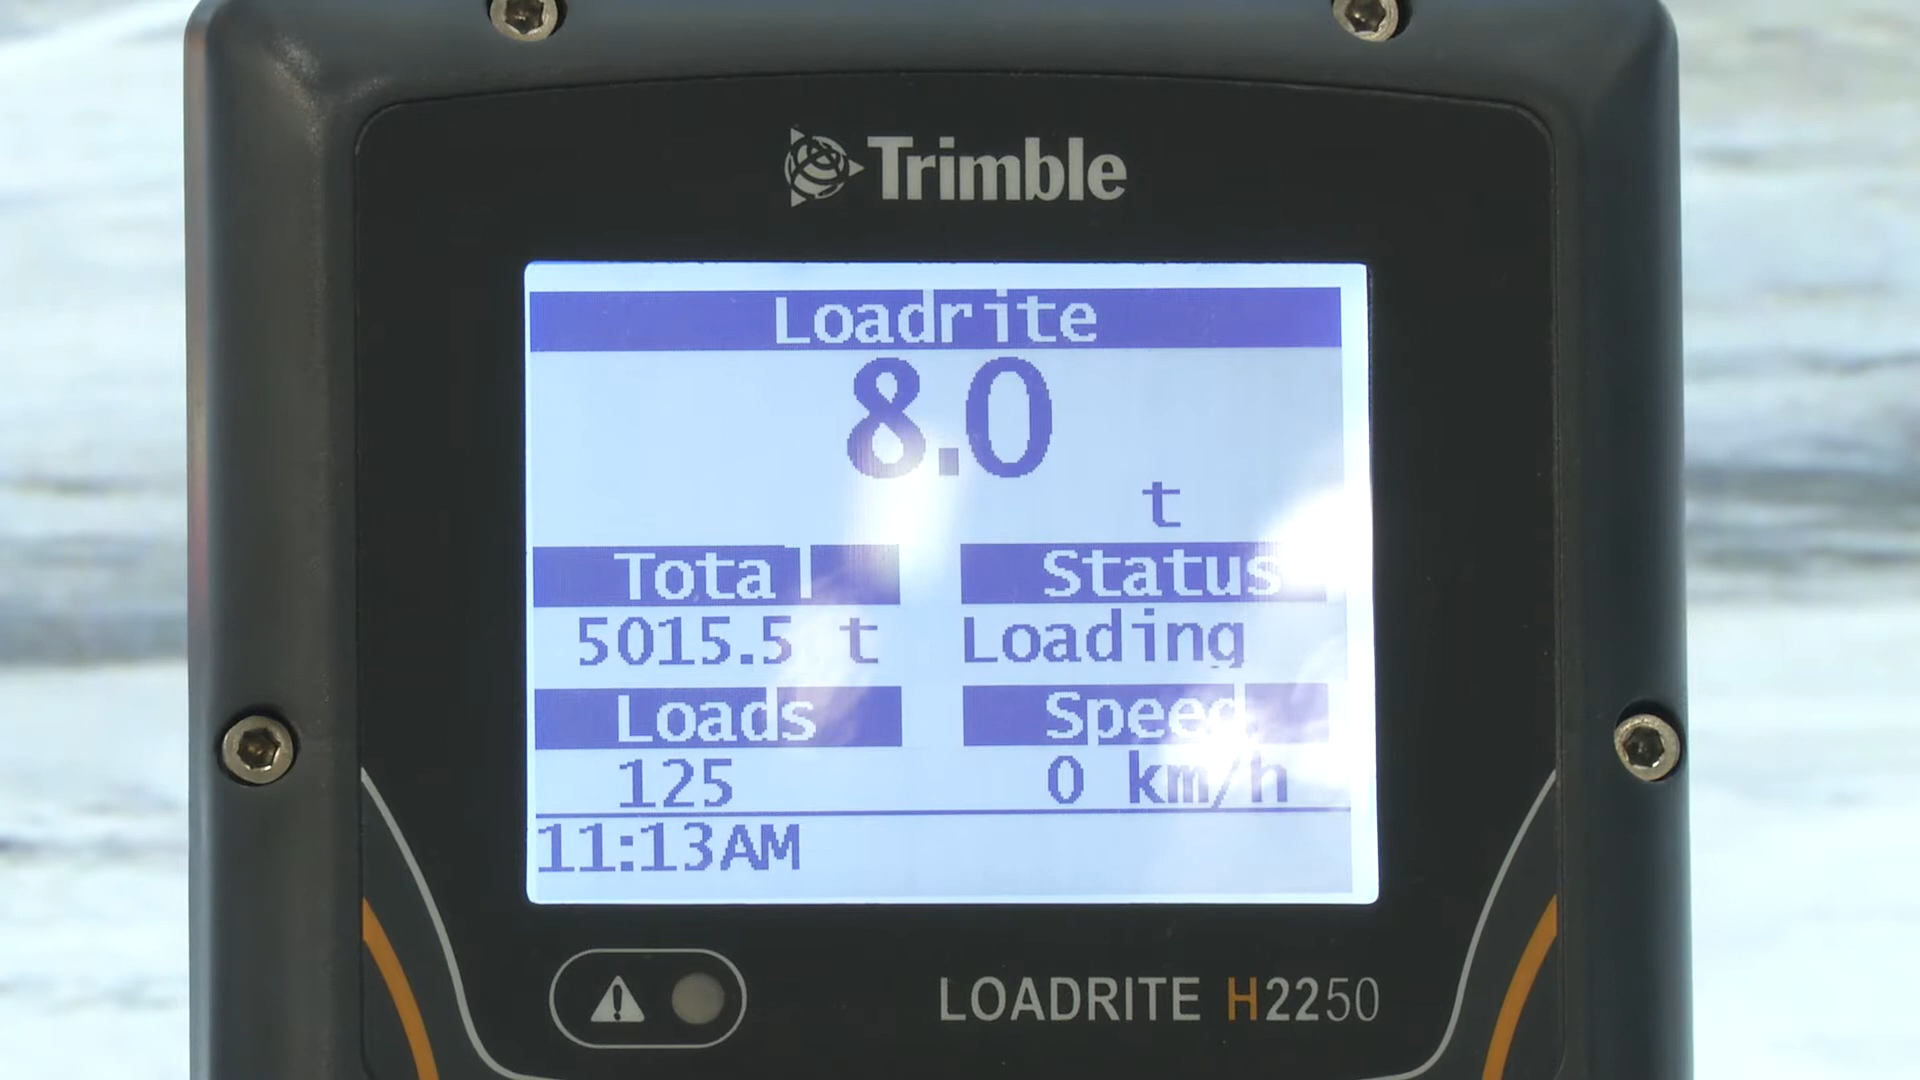 Trimble
Loadrite
8.0
t
Total Status
5015.5 t Loading
Loads Speed
125 0 km/h
11:13AM
LOADRITE H2250